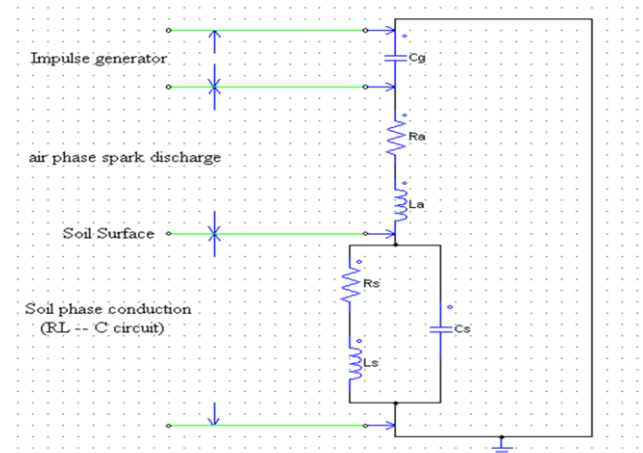 Impulse generator
Cg
Ra
air phase spark discharge
La
Soil Surface
Rs
Soil phase conduction
(RL -- C circuit)
Cs
Ls